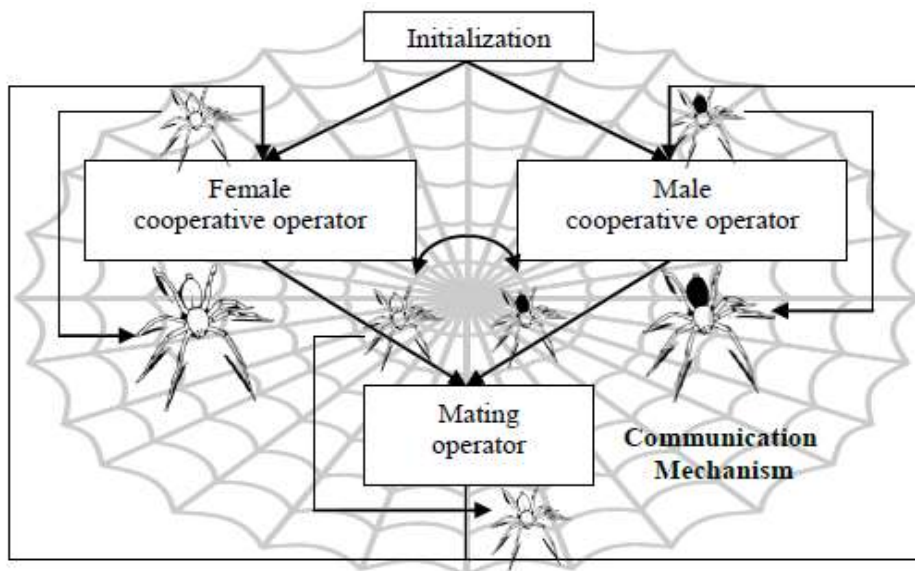 Initialization
Female
cooperative operator
Male
cooperative operator
Mating
operator
Communication
Mechanism